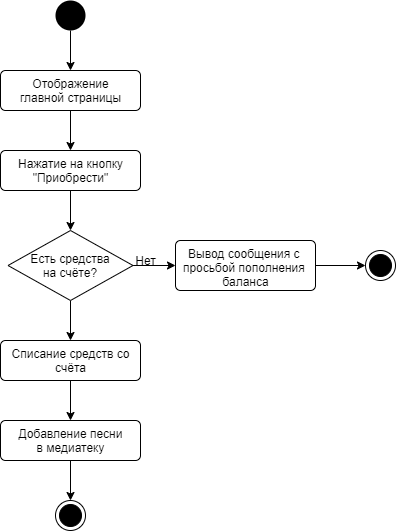 Отображение
главной страницы
Нажатие на кнопку
"Приобрести"
Есть средства
на счёте?
Нет
Вывод сообщения с
просьбой пополнения
баланса
Списание средств со
счёта
Добавление песни
в медиатеку